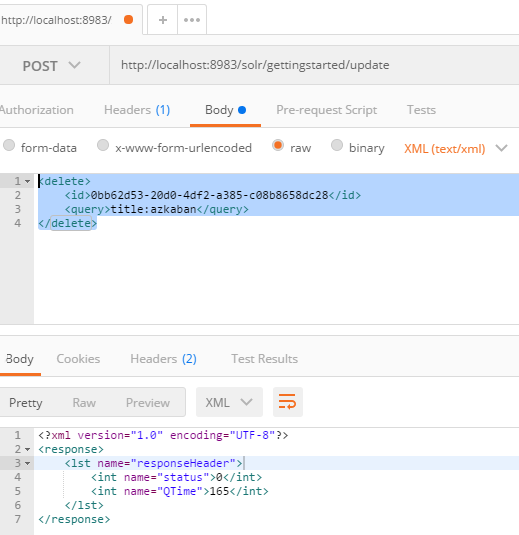 http://localhost:8983/
+
•••
POST http://localhost:8983/solr/gettingstarted/update
Authorization Headers (1) Body Pre-request Script Tests
form-data x-www-form-urlencoded raw binary XML (text/xml)
1 <delete>
2 <id>0bb62d53-20d0-4df2-a385-c08b8658dc28</id>
3 <query>title:azkaban</query>
4 </delete>
Body Cookies Headers (2) Test Results
Pretty Raw Preview XML
1 <?xml version="1.0" encoding="UTF-8"?>
2 <response>
3 <lst name="responseHeader">
4 <int name="status">0</int>
5 <int name="QTime">165</int>
6 </lst>
7 </response>